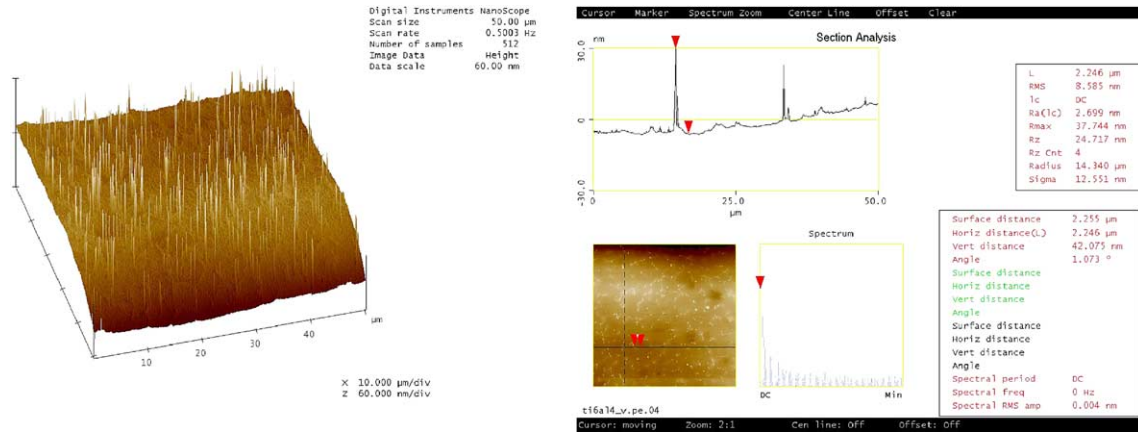 Digital Instruments NanoScope
Scan size 50.00 µm
Scan rate 0.5003 Hz
Number of samples 512
Image Data Height
Data scale 60.00 nm
10
20
30
40
µm
X 10.000 µm/div
Z 60.000 nm/div
Cursor Marker Spectrum Zoom Center Line Offset Clear
nm Section Analysis
30.0
0
-30.0
0 25.0 50.0
µm
L 2.246 µm
RMS 8.585 nm
lc DC
Ra(lc) 2.699 nm
Rmax 37.744 nm
Rz 24.717 nm
Rz Cnt 4
Radius 14.340 µm
Sigma 12.551 nm
Surface distance 2.255 µm
Horiz distance(L) 2.246 µm
Vert distance 42.075 nm
Angle 1.073 °
Surface distance
Horiz distance
Vert distance
Angle
Surface distance
Horiz distance
Vert distance
Angle
Spectral period DC
Spectral freq 0 Hz
Spectral RMS amp 0.004 nm
Spectrum
DC Min
ti6al4_v.pe.04
Cursor: moving Zoom: 2:1 Cen line: Off Offset: Off